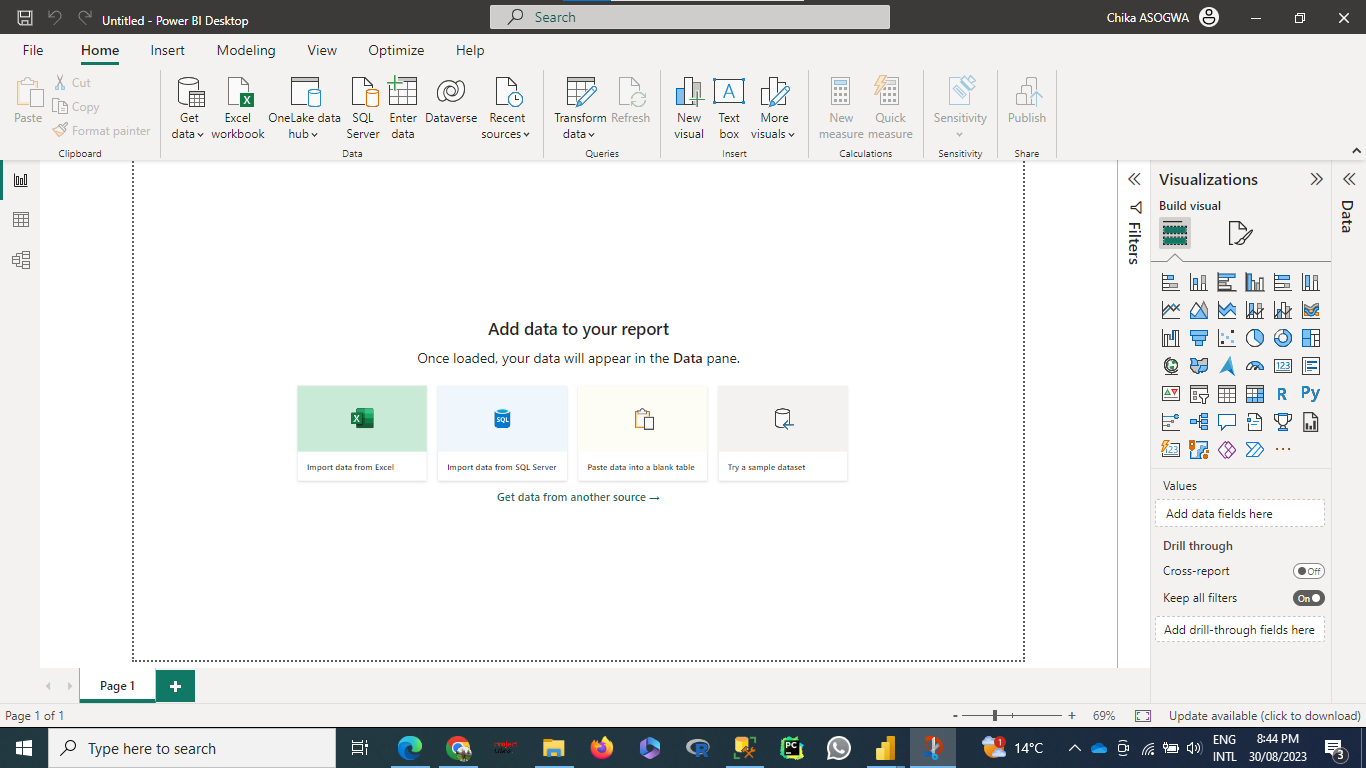 Untitled - Power BI Desktop
Search
Chika ASOGWA
File Home Insert Modeling View Optimize Help
Paste
Cut
Copy
Format painter
Clipboard
Get data
Excel workbook
OneLake data hub
SQL Server
Enter data
Dataverse
Recent sources
Data
Transform data
Refresh
Queries
New visual
Text box
More visuals
Insert
New measure
Quick measure
Calculations
Sensitivity
Sensitivity
Publish
Share
Add data to your report
Once loaded, your data will appear in the Data pane.
SQL
Import data from Excel
Import data from SQL Server
Paste data into a blank table
Try a sample dataset
Get data from another source →
Filters
Visualizations
Build visual
123
R
Py
123
Values
Add data fields here
Drill through
Cross-report
Off
Keep all filters
On
Add drill-through fields here
Data
Page 1
+
Page 1 of 1
- + 69%
Update available (click to download)
Type here to search
14°C
ENG
INTL
8:44 PM
30/08/2023
3